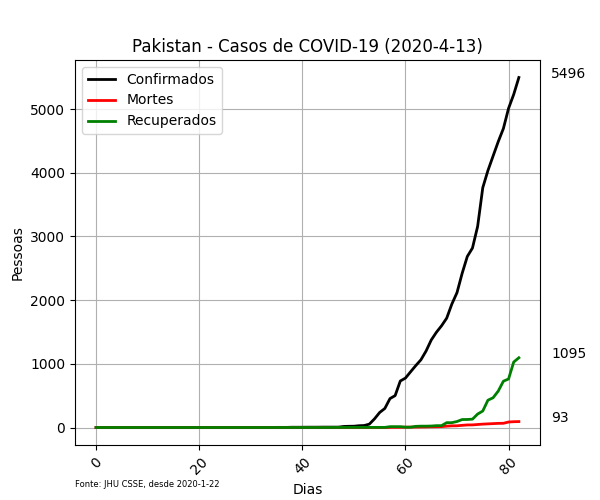 Pakistan - Casos de COVID-19 (2020-4-13)
Confirmados
Mortes
Recuperados
5496
1095
93
Pessoas
5000
4000
3000
2000
1000
0
0
20
40
60
80
Dias
Fonte: JHU CSSE, desde 2020-1-22